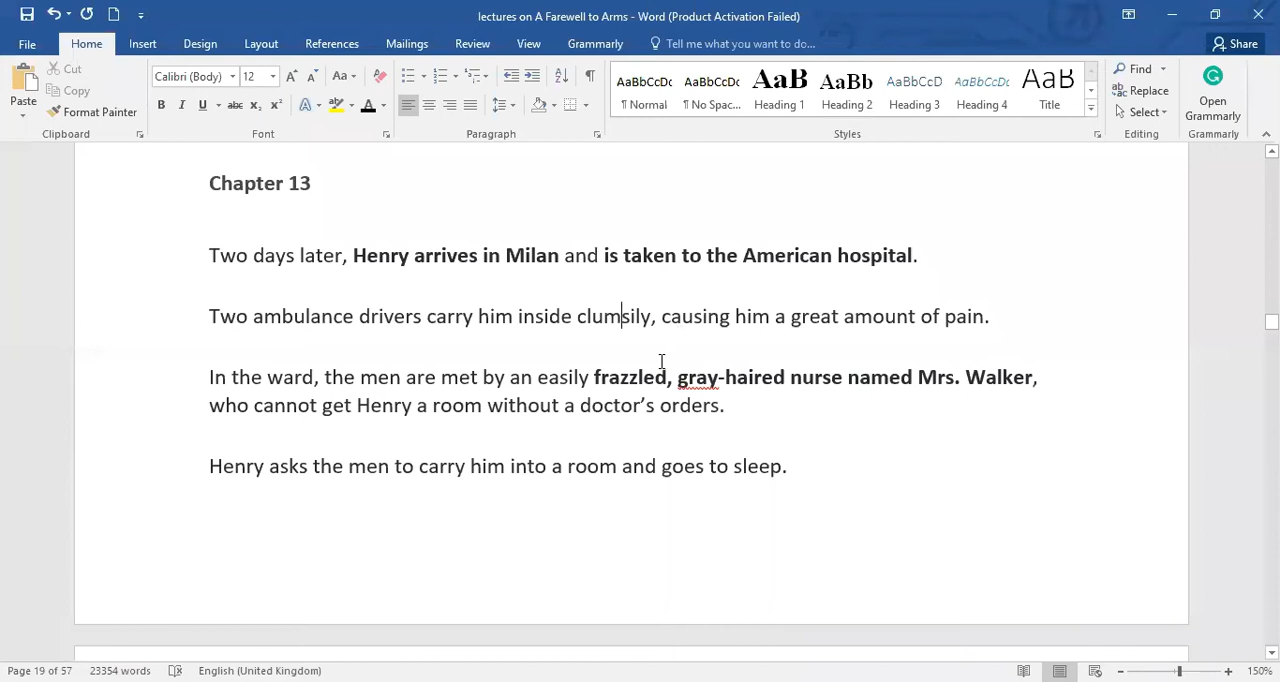 lectures on A Farewell to Arms - Word (Product Activation Failed)
File Home Insert Design Layout References Mailings Review View Grammarly Tell me what you want to do... Share
Paste Cut Copy Format Painter
Clipboard
Calibri (Body) 12 Aa
B I U abc x₂ x² A A
Font
Paragraph
AaBbCcDc AaBbCcDc AaB AaBb AaBbCcD AaBbCcDc AaB
¶ Normal ¶ No Spac... Heading 1 Heading 2 Heading 3 Heading 4 Title
Styles
Find
Replace
Select
Editing
Open
Grammarly
Grammarly
Chapter 13
Two days later, Henry arrives in Milan and is taken to the American hospital.
Two ambulance drivers carry him inside clumsily, causing him a great amount of pain.
In the ward, the men are met by an easily frazzled, gray-haired nurse named Mrs. Walker,
who cannot get Henry a room without a doctor’s orders.
Henry asks the men to carry him into a room and goes to sleep.
Page 19 of 57 23354 words English (United Kingdom) 150%